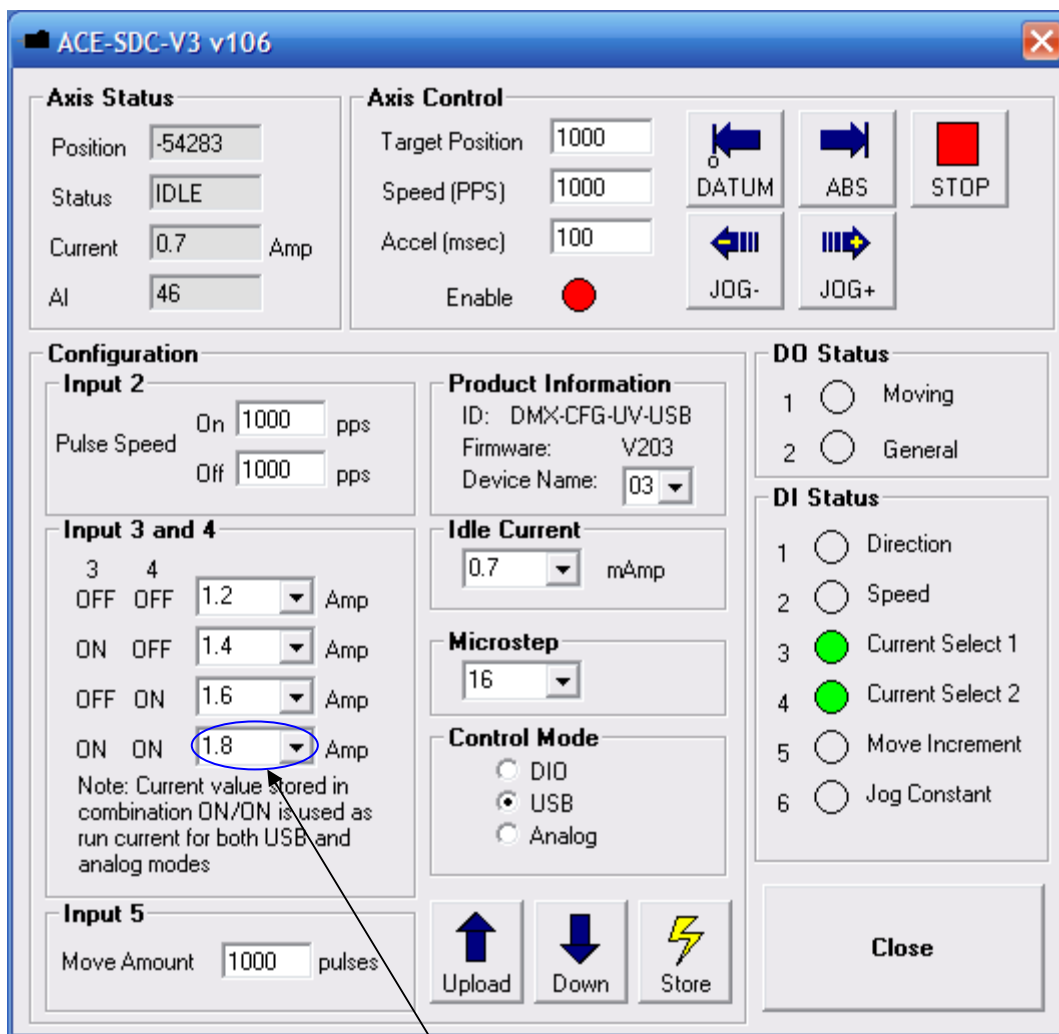 ACE-SDC-V3 v106
Axis Status
Position -54283
Status IDLE
Current 0.7 Amp
AI 46
Axis Control
Target Position 1000
Speed (PPS) 1000
Accel (msec) 100
Enable
DATUM
ABS
STOP
JOG-
JOG+
Configuration
Input 2
Pulse Speed
On 1000 pps
Off 1000 pps
Input 3 and 4
3 4
OFF OFF 1.2 Amp
ON OFF 1.4 Amp
OFF ON 1.6 Amp
ON ON 1.8 Amp
Note: Current value stored in
combination ON/ON is used as
run current for both USB and
analog modes
Input 5
Move Amount 1000 pulses
Product Information
ID: DMX-CFG-UV-USB
Firmware: V203
Device Name: 03
Idle Current
0.7 mAmp
Microstep
16
Control Mode
DIO
USB
Analog
Upload
Down
Store
DO Status
1 Moving
2 General
DI Status
1 Direction
2 Speed
3 Current Select 1
4 Current Select 2
5 Move Increment
6 Jog Constant
Close